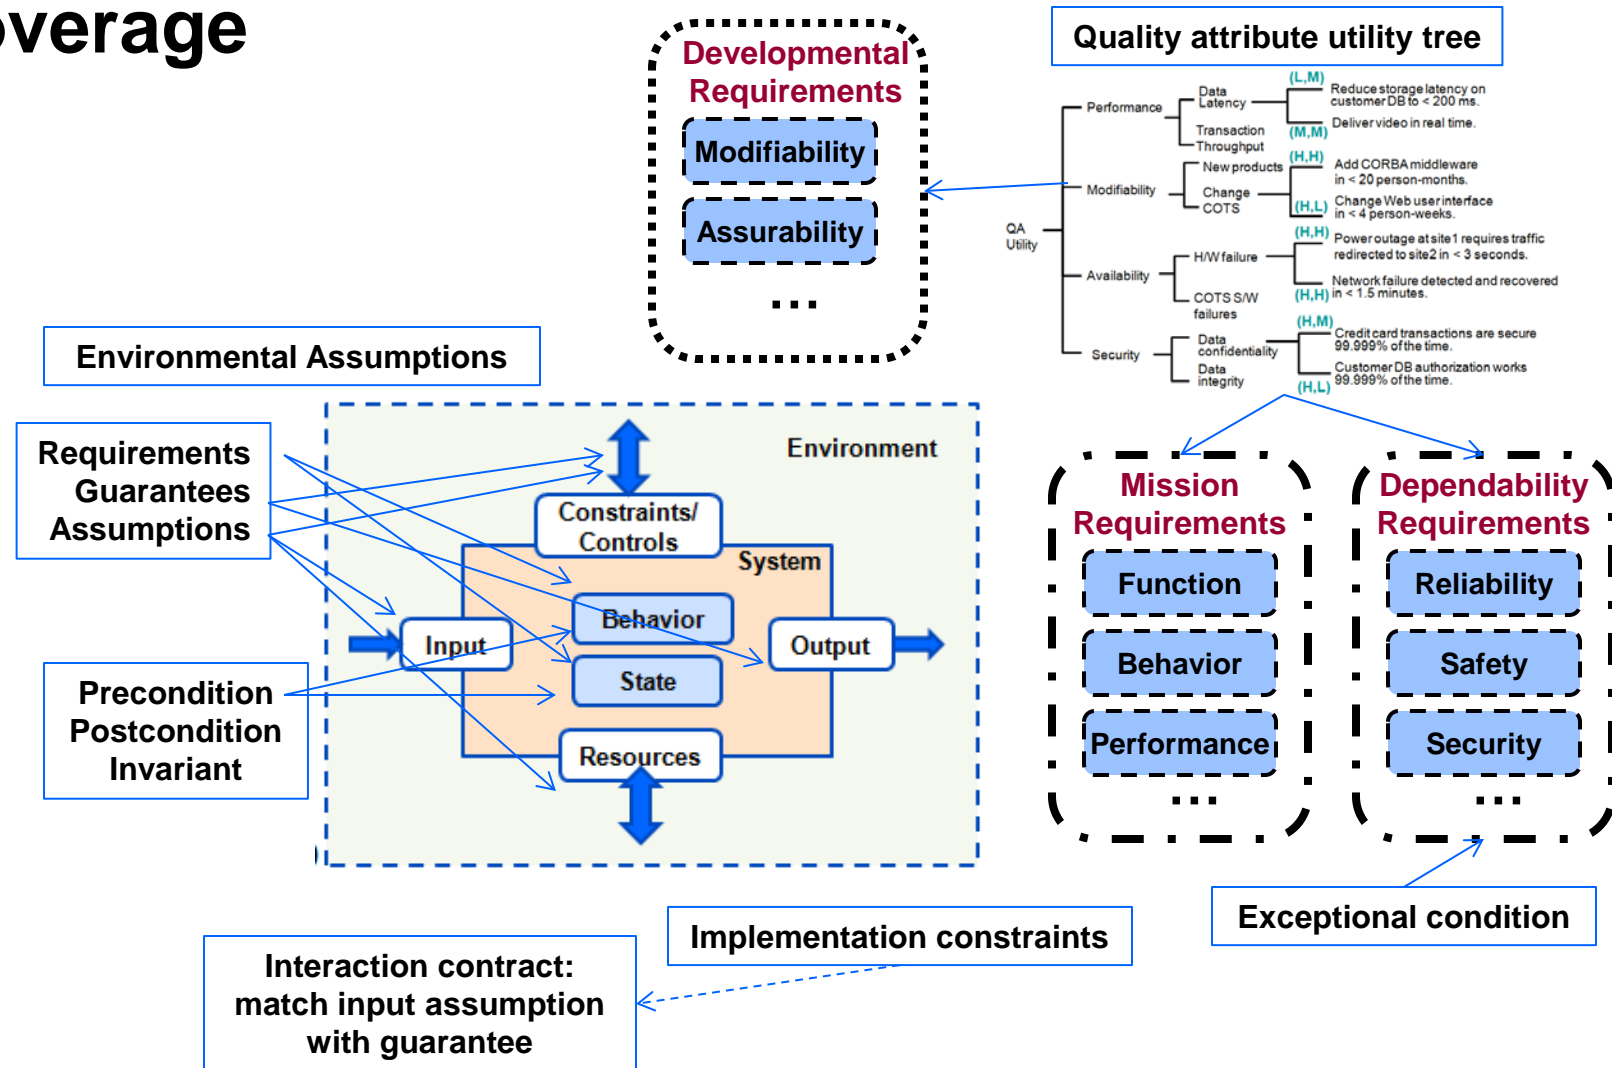 overage
Developmental
Requirements
Modifiability
Assurability
...
Quality attribute utility tree
QA
Utility
Performance
Data
Latency
(L,M)
Reduce storage latency on
customer DB to < 200 ms.
Deliver video in real time.
(M,M)
Transaction
Throughput
Modifiability
New products
Change
COTS
(H,H)
Add CORBA middleware
in < 20 person-months.
(H,L)
Change Web user interface
in < 4 person-weeks.
Availability
H/W failure
(H,H)
Power outage at site1 requires traffic
redirected to site2 in < 3 seconds.
Network failure detected and recovered
(H,H) in < 1.5 minutes.
COTS S/W
failures
Security
Data
confidentiality
Data
integrity
(H,M)
Credit card transactions are secure
99.999% of the time.
Customer DB authorization works
99.999% of the time.
(H,L)
Environmental Assumptions
Requirements
Guarantees
Assumptions
Precondition
Postcondition
Invariant
Environment
Constraints/
Controls
System
Behavior
State
Input
Output
Resources
Mission
Requirements
Function
Behavior
Performance
...
Dependability
Requirements
Reliability
Safety
Security
...
Exceptional condition
Implementation constraints
Interaction contract:
match input assumption
with guarantee